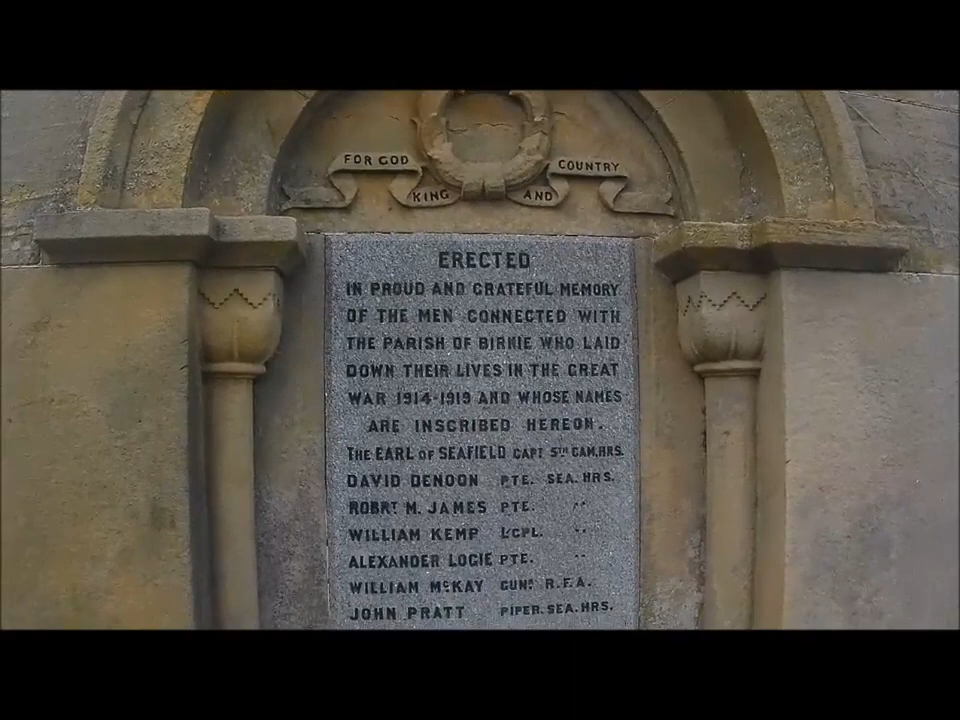 FOR GOD KING AND COUNTRY
ERECTED
IN PROUD AND GRATEFUL MEMORY
OF THE MEN CONNECTED WITH
THE PARISH OF BIRNIE WHO LAID
DOWN THEIR LIVES IN THE GREAT
WAR 1914-1919 AND WHOSE NAMES
ARE INSCRIBED HEREON.
THE EARL OF SEAFIELD CAPT 5TH CAM. HRS.
DAVID DENOON PTE. SEA. HRS.
ROBT. M. JAMES PTE. "
WILLIAM KEMP L/CPL. "
ALEXANDER LOGIE PTE. "
WILLIAM McKAY GUNR. R.F.A.
JOHN PRATT PIPER. SEA. HRS.